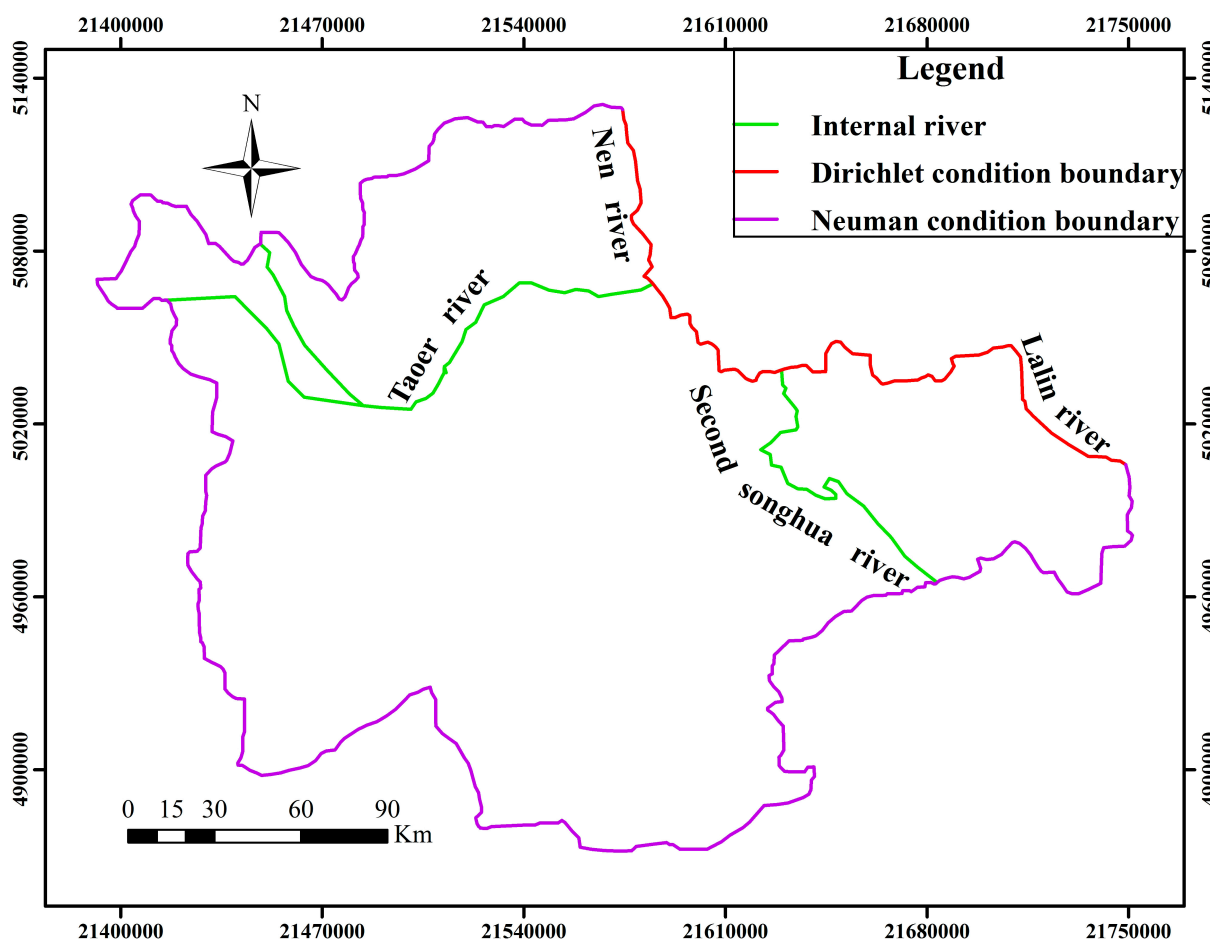 21400000 21470000 21540000 21610000 21680000 21750000
5140000
5080000
5020000
4960000
4900000
5140000
5080000
5020000
4960000
4900000
Legend
Internal river
Dirichlet condition boundary
Neuman condition boundary
N
Nen river
Taoer river
Lalin river
Second songhua river
0 15 30 60 90
Km
21400000 21470000 21540000 21610000 21680000 21750000